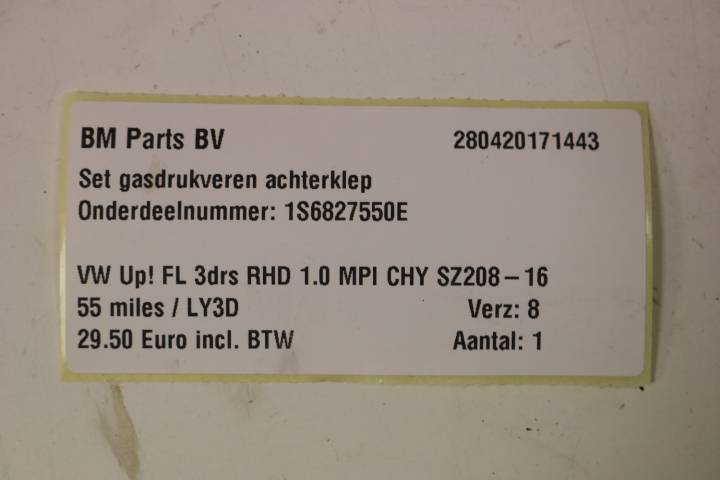 BM Parts BV 280420171443
Set gasdrukveren achterklep
Onderdeelnummer: 1S6827550E
VW Up! FL 3drs RHD 1.0 MPI CHY SZ208-16
55 miles / LY3D Verz: 8
29.50 Euro incl. BTW Aantal: 1